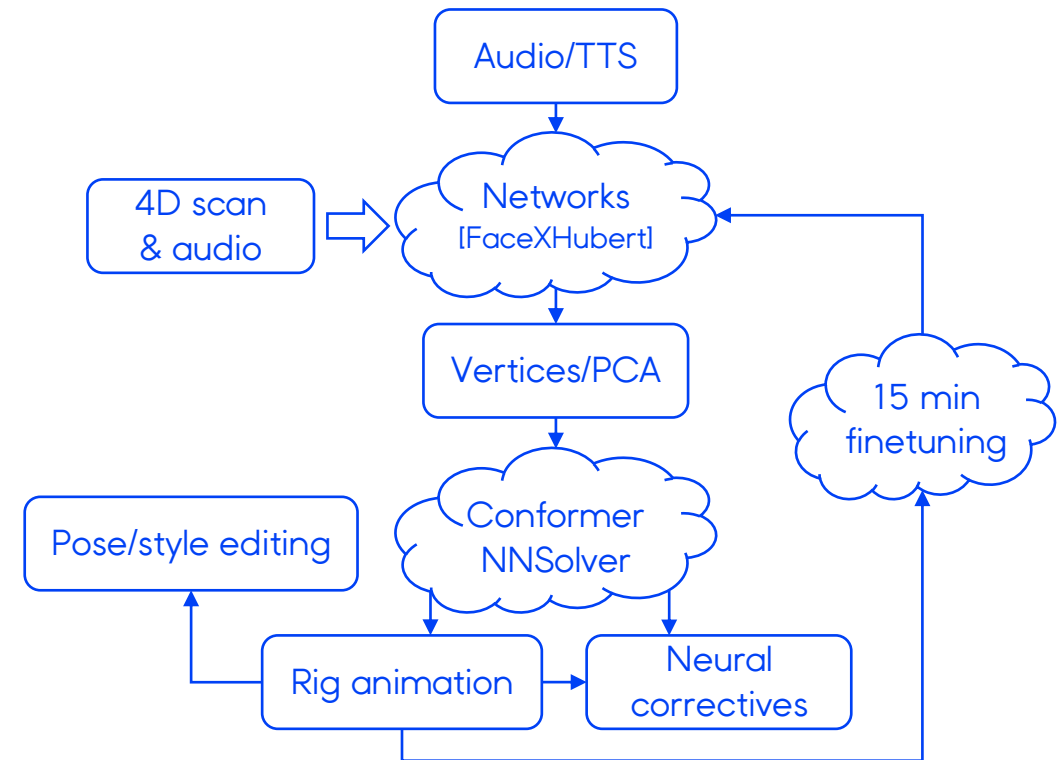 Audio/TTS
4D scan
& audio
Networks
[FaceXHubert]
Vertices/PCA
15 min
finetuning
Conformer
NNSolver
Pose/style editing
Rig animation
Neural
correctives